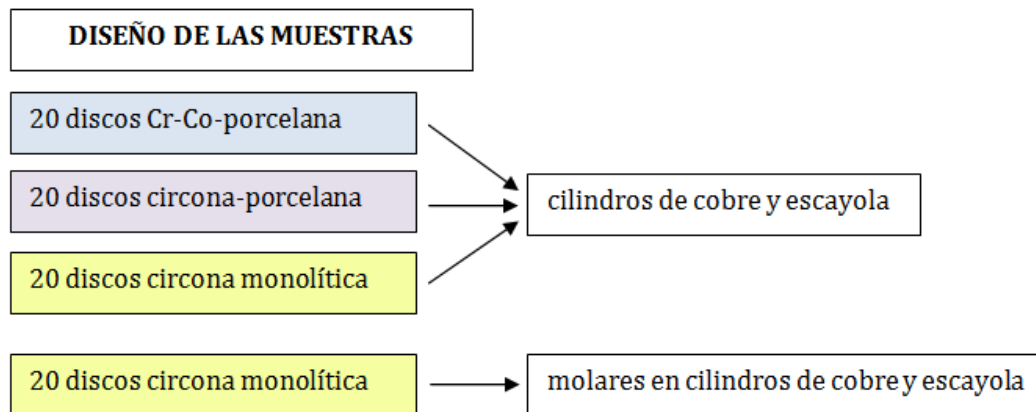 DISEÑO DE LAS MUESTRAS
20 discos Cr-Co-porcelana
20 discos circona-porcelana
cilindros de cobre y escayola
20 discos circona monolítica
20 discos circona monolítica
molares en cilindros de cobre y escayola